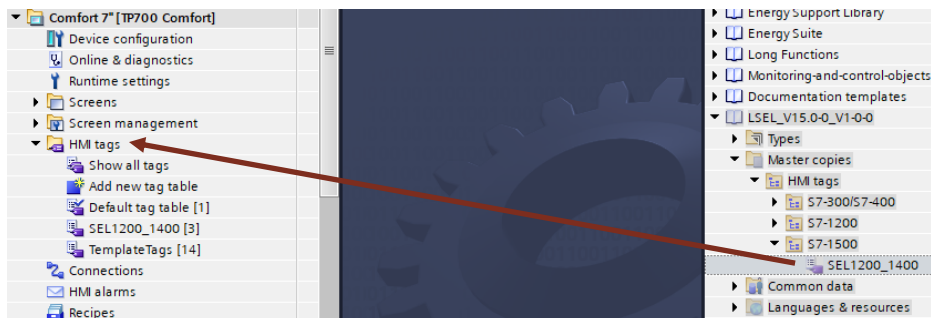 Comfort 7" [TP700 Comfort]
Device configuration
Online & diagnostics
Runtime settings
Screens
Screen management
HMI tags
Show all tags
Add new tag table
Default tag table [1]
SEL1200_1400 [3]
TemplateTags [14]
Connections
HMI alarms
Recipes
Energy Support Library
Energy Suite
Long Functions
Monitoring-and-control-objects
Documentation templates
LSEL_V15.0-0_V1-0-0
Types
Master copies
HMI tags
S7-300/S7-400
S7-1200
S7-1500
SEL1200_1400
Common data
Languages & resources